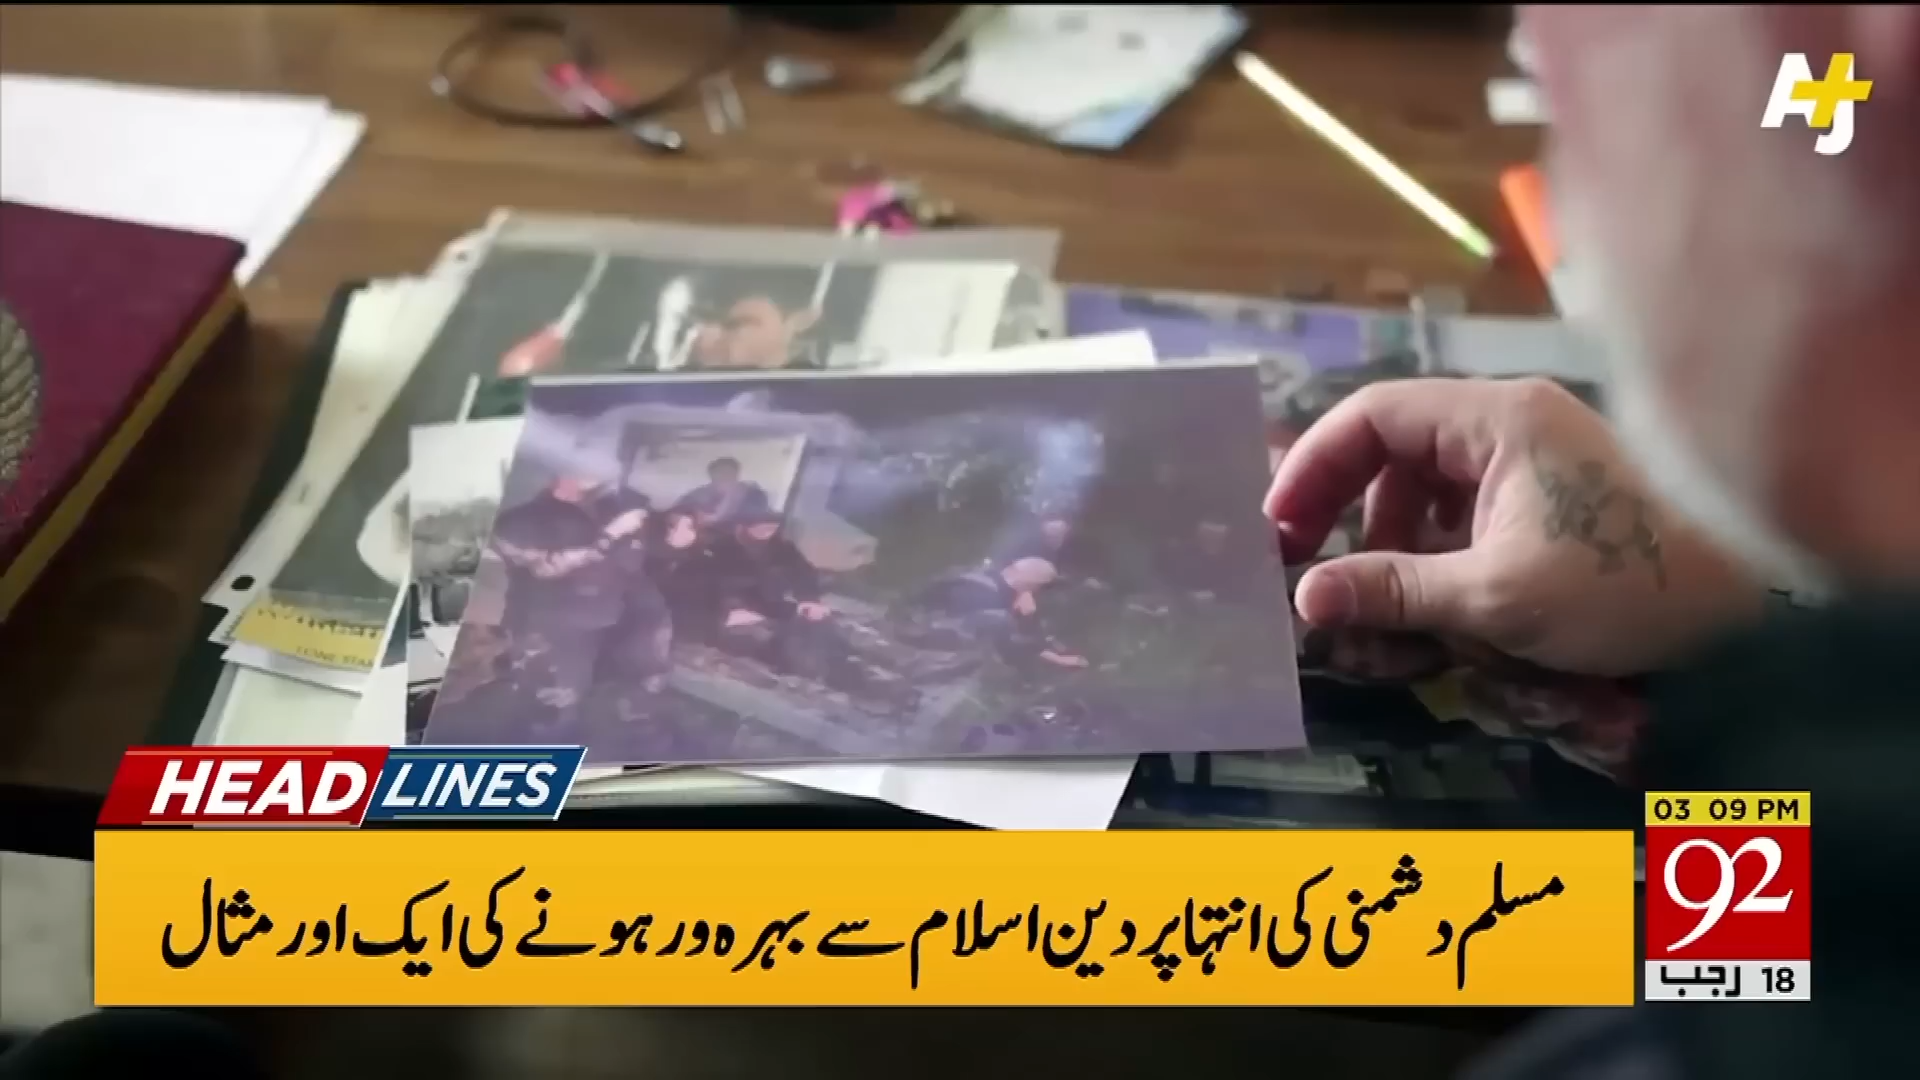 AJ+
HEADLINES
03 09 PM
92
مسلم دشمنی کی انتہا پر دین اسلام سے بہرہ ور ہونے کی ایک اور مثال
18 رجب